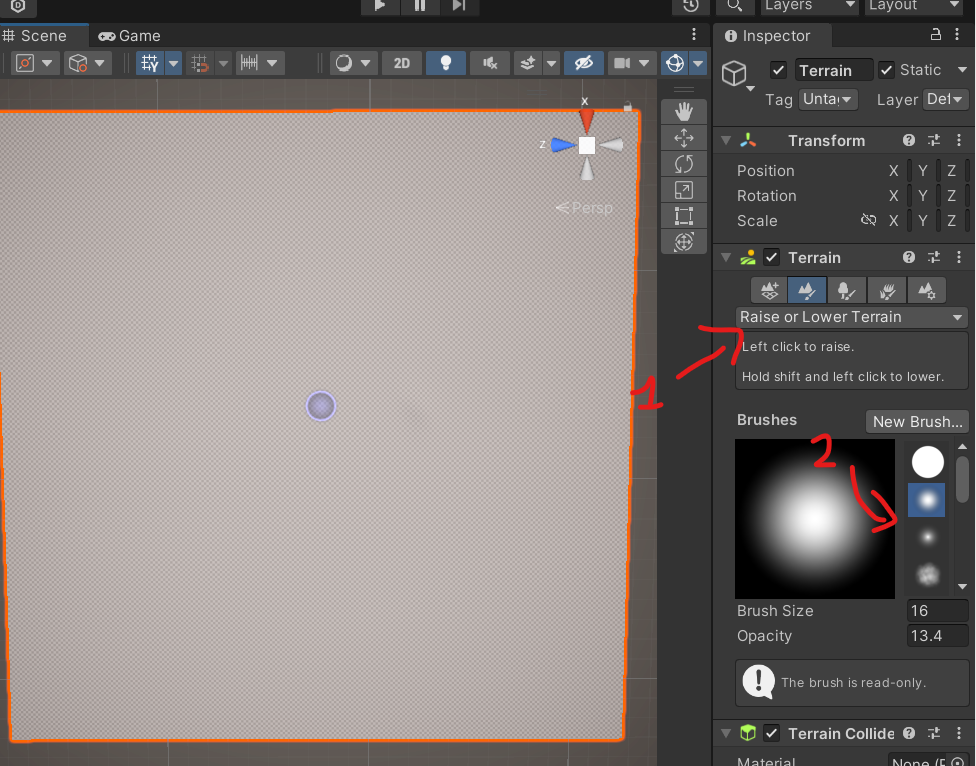 Layers
Layout
Scene
Game
Inspector
2D
Terrain
Static
Tag
Unta
Layer
Def
x
z
Persp
Transform
Position X Y Z
Rotation X Y Z
Scale X Y Z
Terrain
Raise or Lower Terrain
Left click to raise.
Hold shift and left click to lower.
1
Brushes
New Brush...
2
Brush Size 16
Opacity 13.4
The brush is read-only.
Terrain Collide
Material
None (